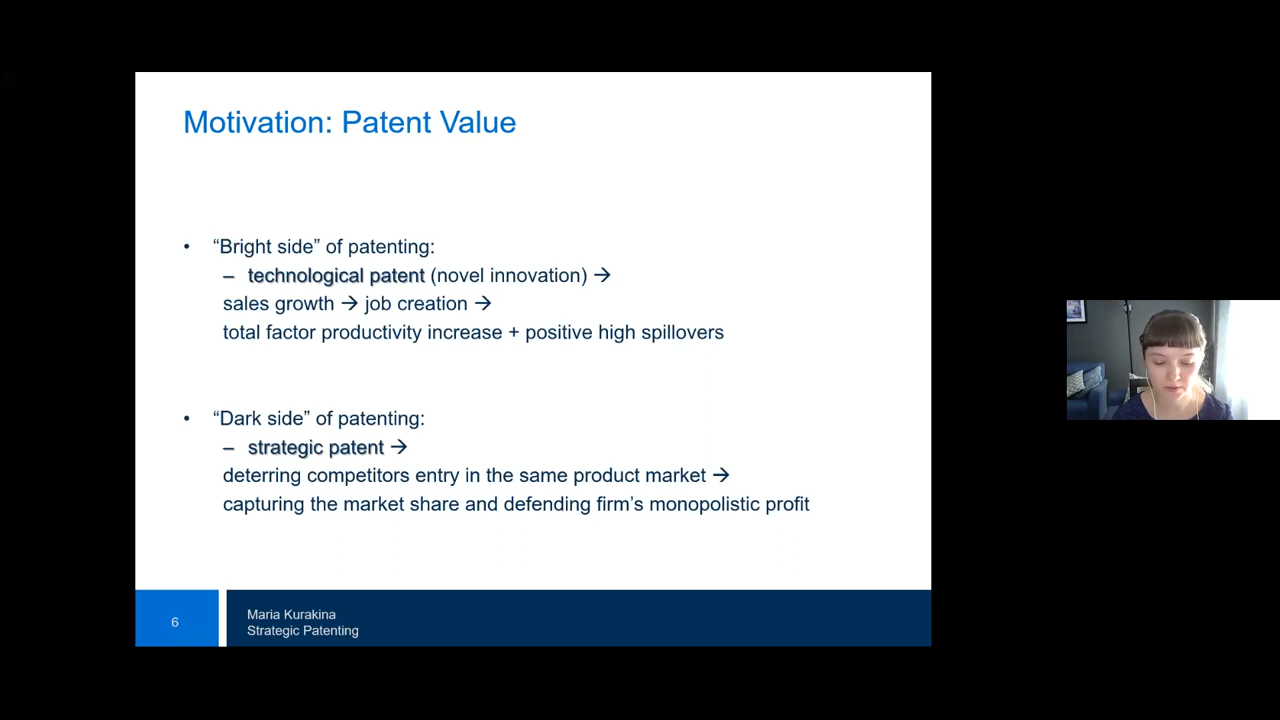 Motivation: Patent Value
• “Bright side” of patenting:
– technological patent (novel innovation) →
sales growth → job creation →
total factor productivity increase + positive high spillovers
• “Dark side” of patenting:
– strategic patent →
deterring competitors entry in the same product market →
capturing the market share and defending firm’s monopolistic profit
6
Maria Kurakina
Strategic Patenting